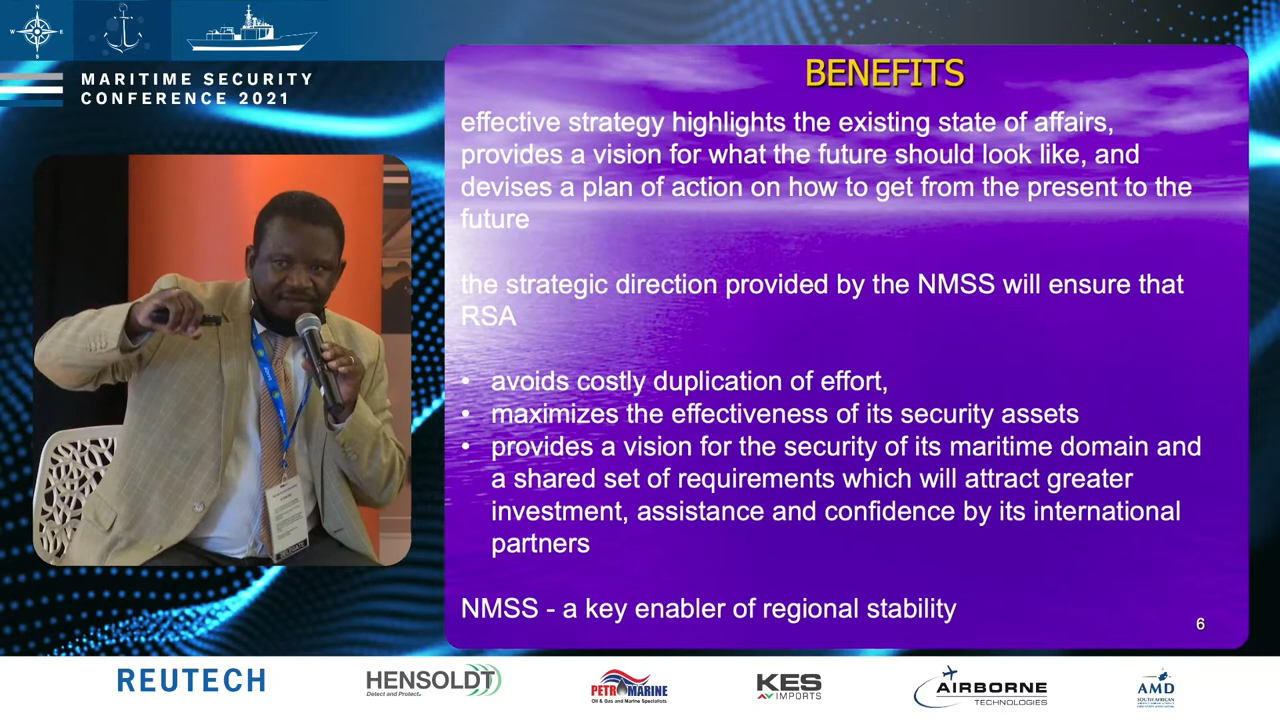 N
W
E
S
MARITIME SECURITY
CONFERENCE 2021
BENEFITS
effective strategy highlights the existing state of affairs,
provides a vision for what the future should look like, and
devises a plan of action on how to get from the present to the
future
the strategic direction provided by the NMSS will ensure that
RSA
• avoids costly duplication of effort,
• maximizes the effectiveness of its security assets
• provides a vision for the security of its maritime domain and
a shared set of requirements which will attract greater
investment, assistance and confidence by its international
partners
NMSS - a key enabler of regional stability
6
DELEGATE
REUTECH
HENSOLDT
Detect and Protect.
PETROMARINE
Oil & Gas and Marine Specialists
KES
IMPORTS
AIRBORNE
TECHNOLOGIES
AMD
SOUTH AFRICAN